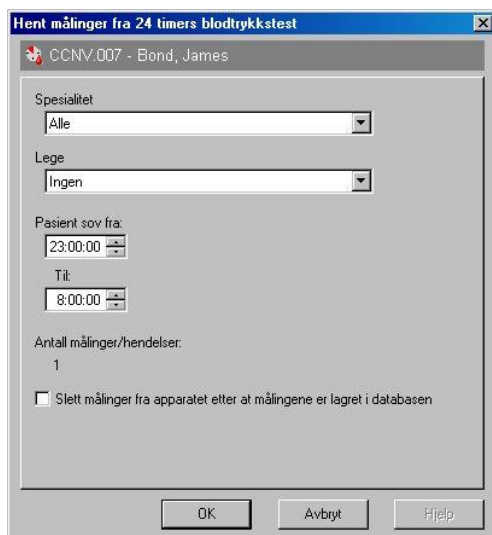 Hent målinger fra 24 timers blodtrykkstest
CCNV.007 - Bond, James
Spesialitet
Alle
Lege
Ingen
Pasient sov fra:
23:00:00
Til:
8:00:00
Antall målinger/hendelser:
1
Slett målinger fra apparatet etter at målingene er lagret i databasen
OK Avbryt Hjelp